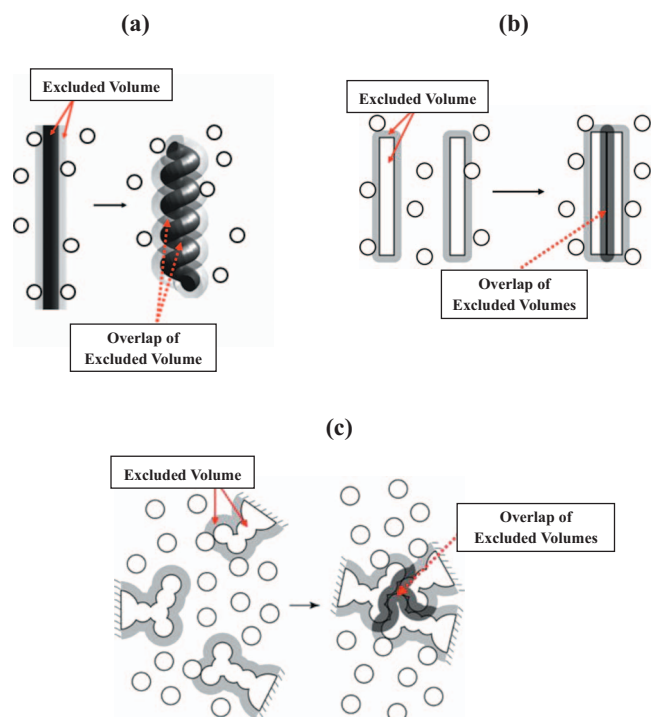 (a)
Excluded Volume
Overlap of
Excluded Volume
(b)
Excluded Volume
Overlap of
Excluded Volumes
(c)
Excluded Volume
Overlap of
Excluded Volumes